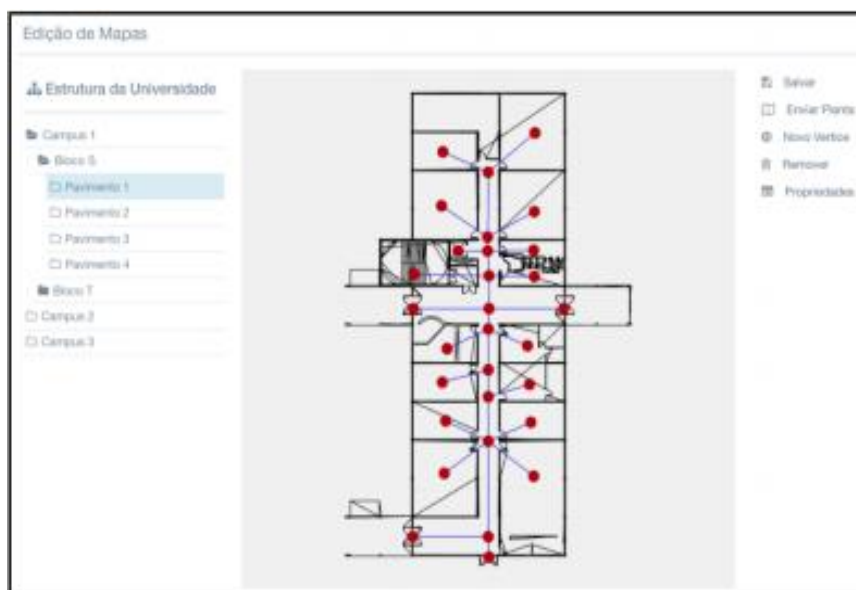 Edição de Mapas
Estrutura da Universidade
Campus 1
Bloco S
Pavimento 1
Pavimento 2
Pavimento 3
Pavimento 4
Bloco T
Campus 2
Campus 3
Salvar
Enviar Planta
Novo Vertice
Remover
Propriedades